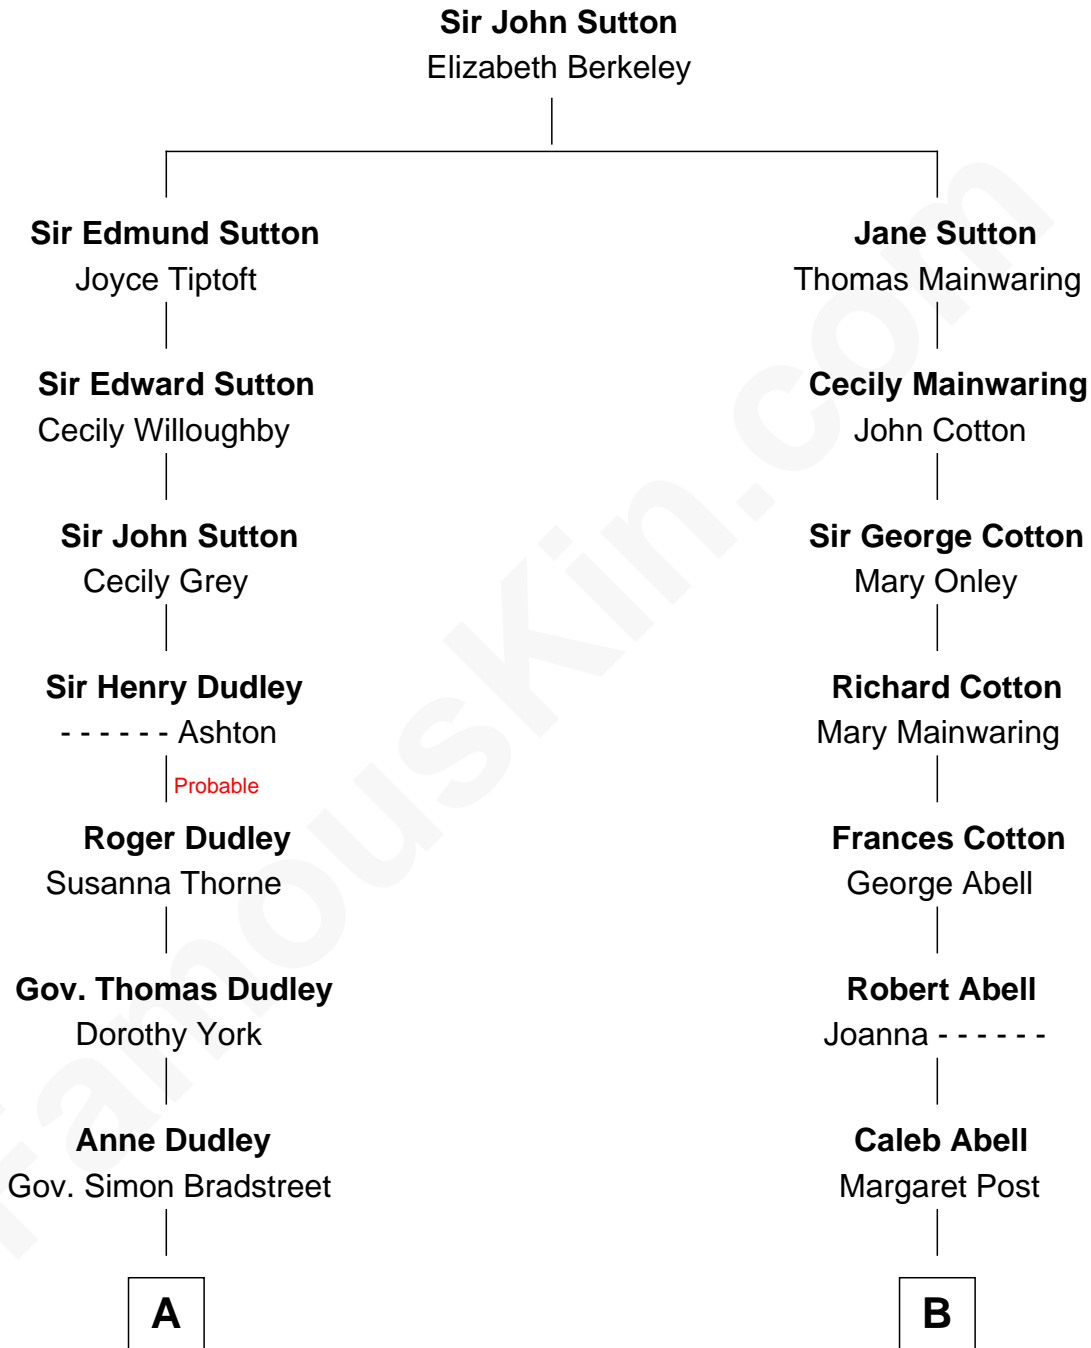 Sir John Sutton
Elizabeth Berkeley
Sir Edmund Sutton
Joyce Tiptoft
Jane Sutton
Thomas Mainwaring
Sir Edward Sutton
Cecily Willoughby
Cecily Mainwaring
John Cotton
Sir John Sutton
Cecily Grey
Sir George Cotton
Mary Onley
Sir Henry Dudley
- - - - - - Ashton
Richard Cotton
Mary Mainwaring
Probable
Roger Dudley
Susanna Thorne
Frances Cotton
George Abell
Gov. Thomas Dudley
Dorothy York
Robert Abell
Joanna - - - - - -
Anne Dudley
Gov. Simon Bradstreet
Caleb Abell
Margaret Post
A
B
FamousKin.com